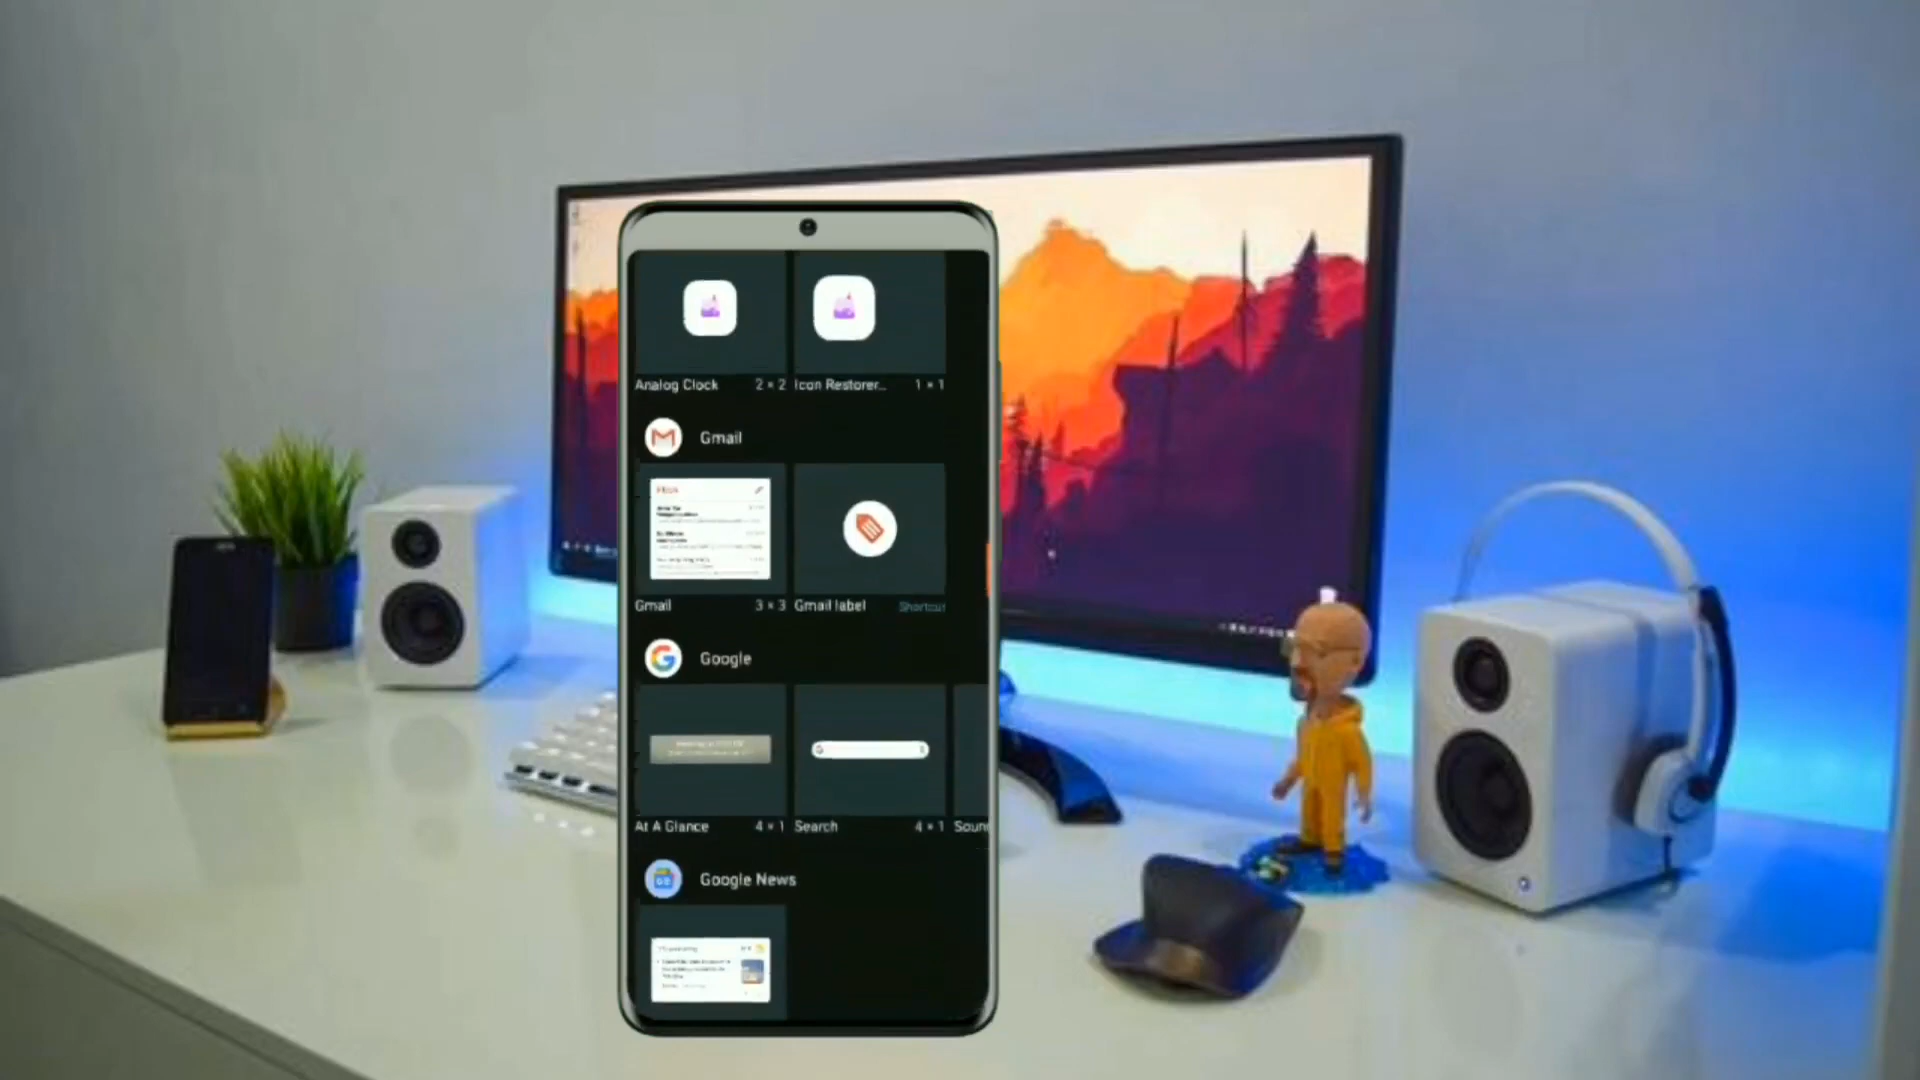 Analog Clock 2 × 2 Icon Restorer... 1 × 1
Gmail
Gmail 3 × 3 Gmail label Shortcut
Google
At A Glance 4 × 1 Search 4 × 1 Soun
Google News